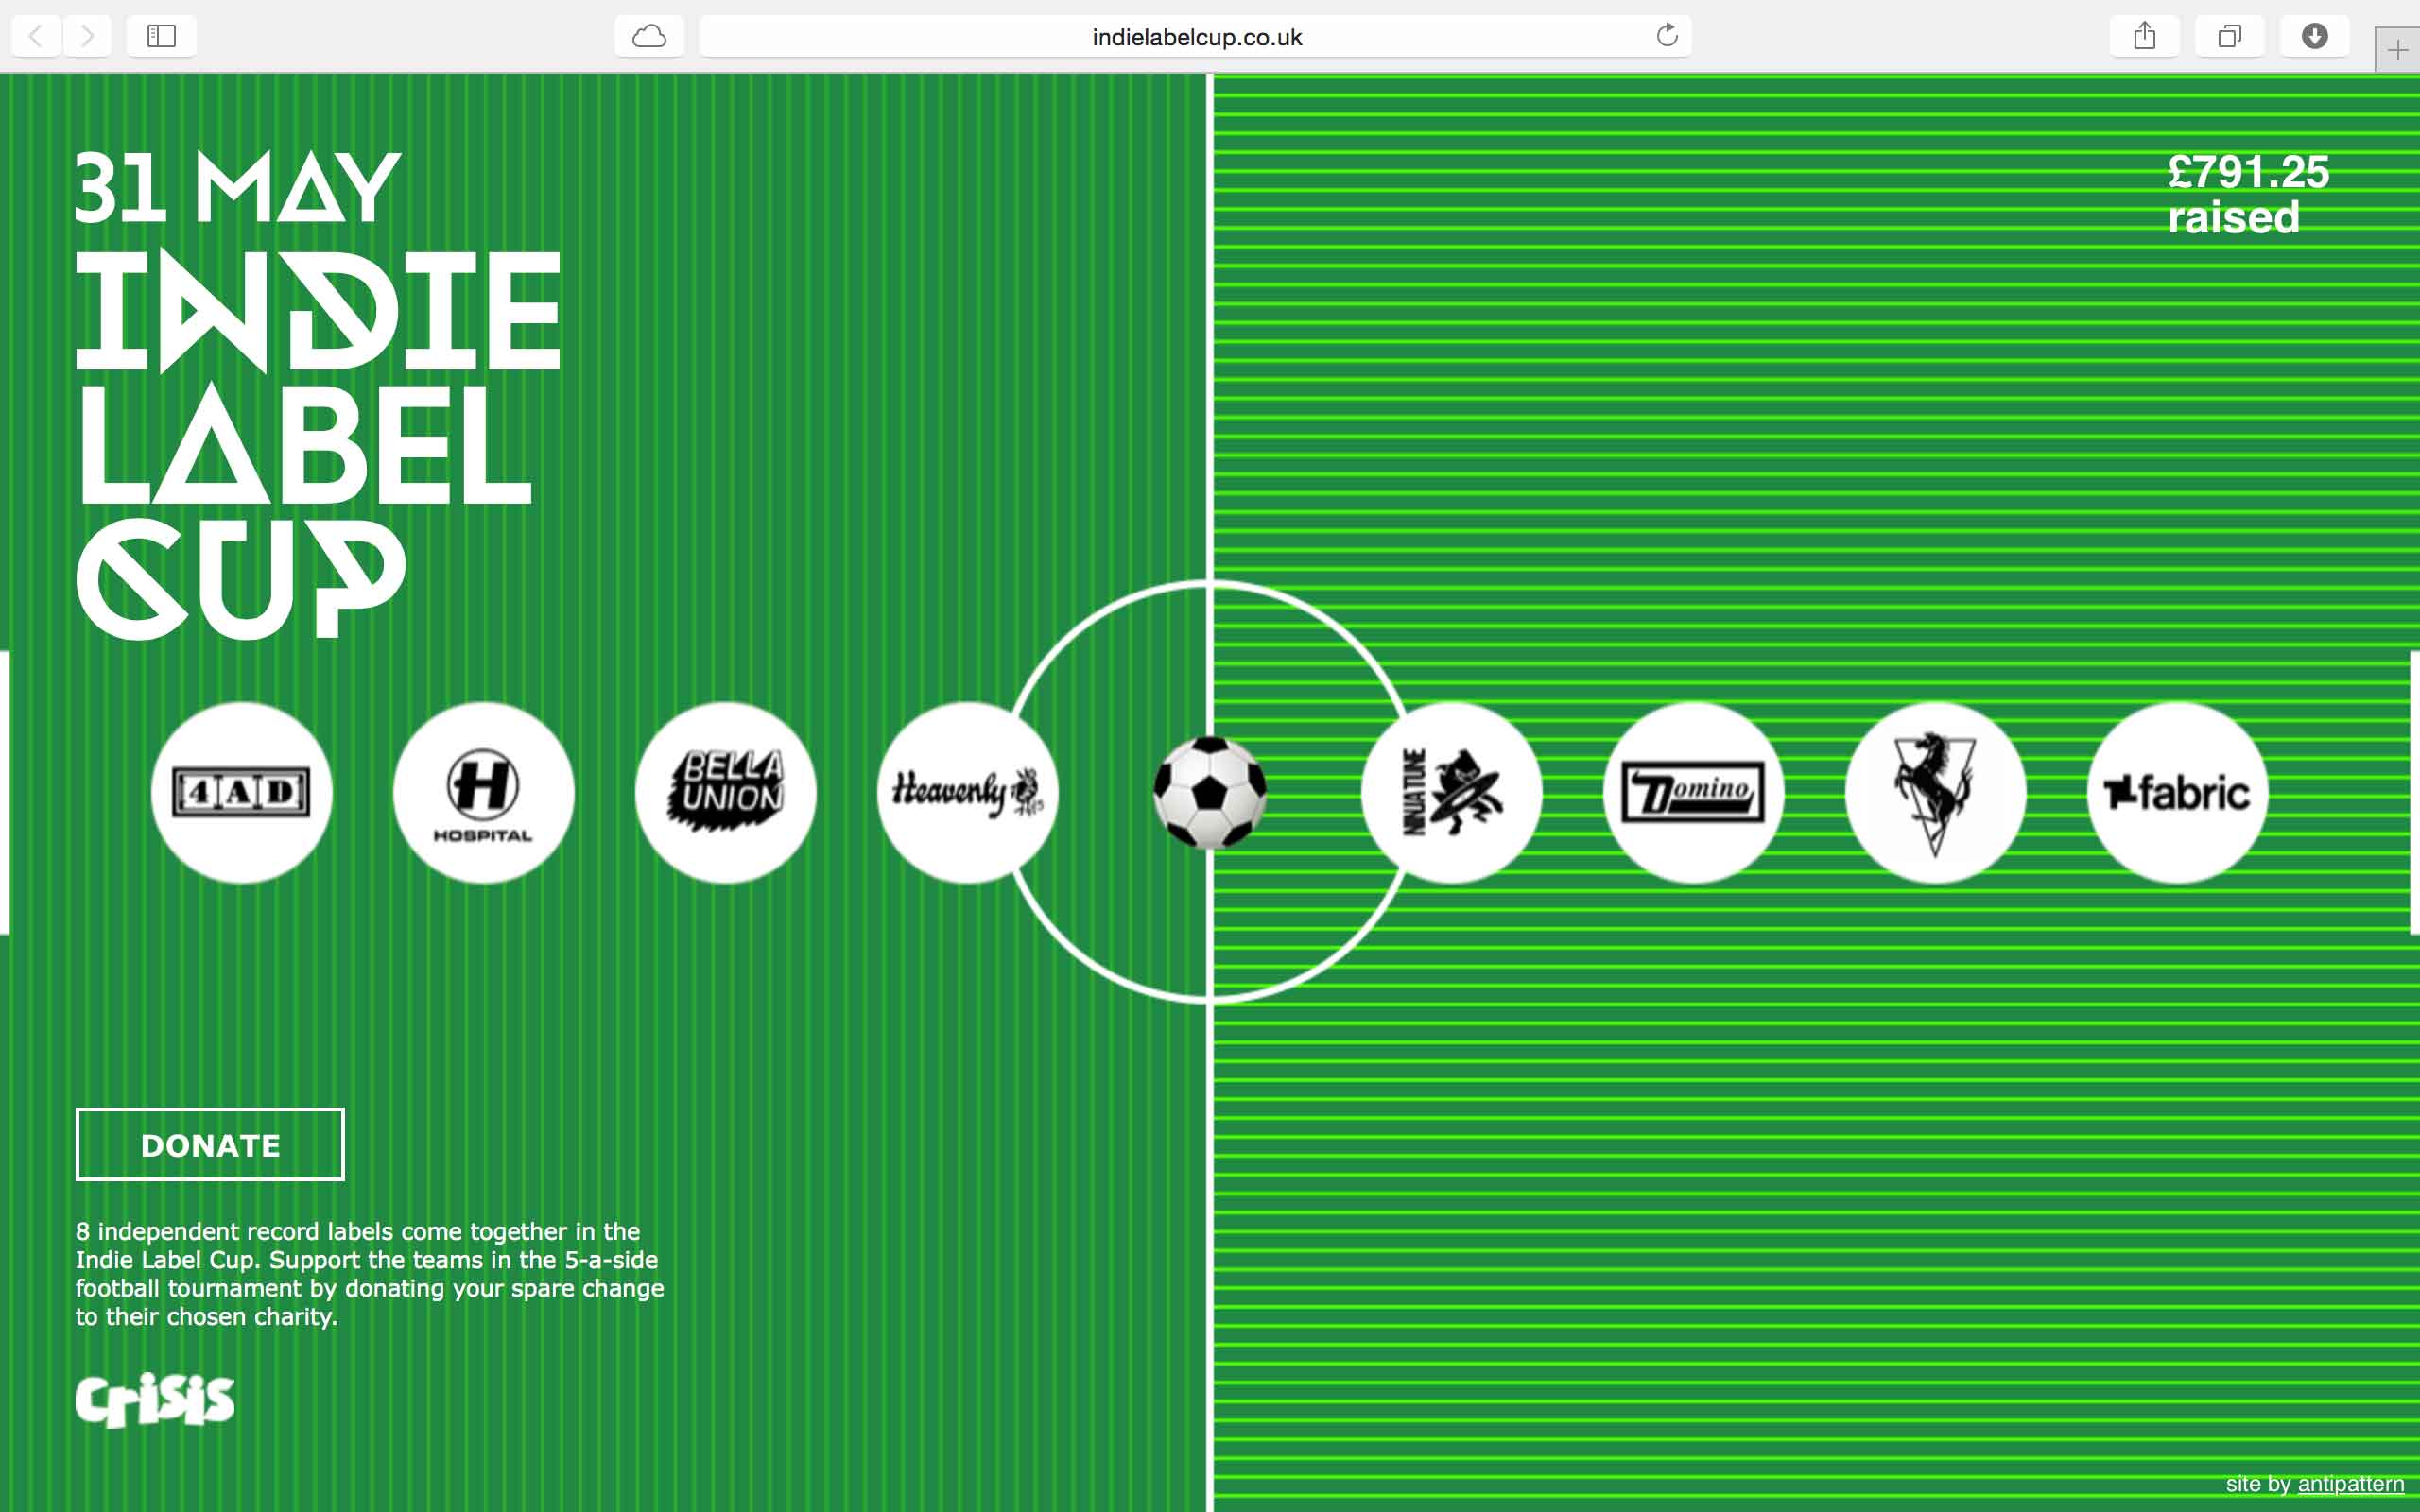 indielabelcup.co.uk
31 MAY
INDIE
LABEL
CUP
£791.25
raised
4AD
H
HOSPITAL
BELLA
UNION
Heavenly
NINJA TUNE
Domino
fabric
DONATE
8 independent record labels come together in the
Indie Label Cup. Support the teams in the 5-a-side
football tournament by donating your spare change
to their chosen charity.
Crisis
site by antipattern